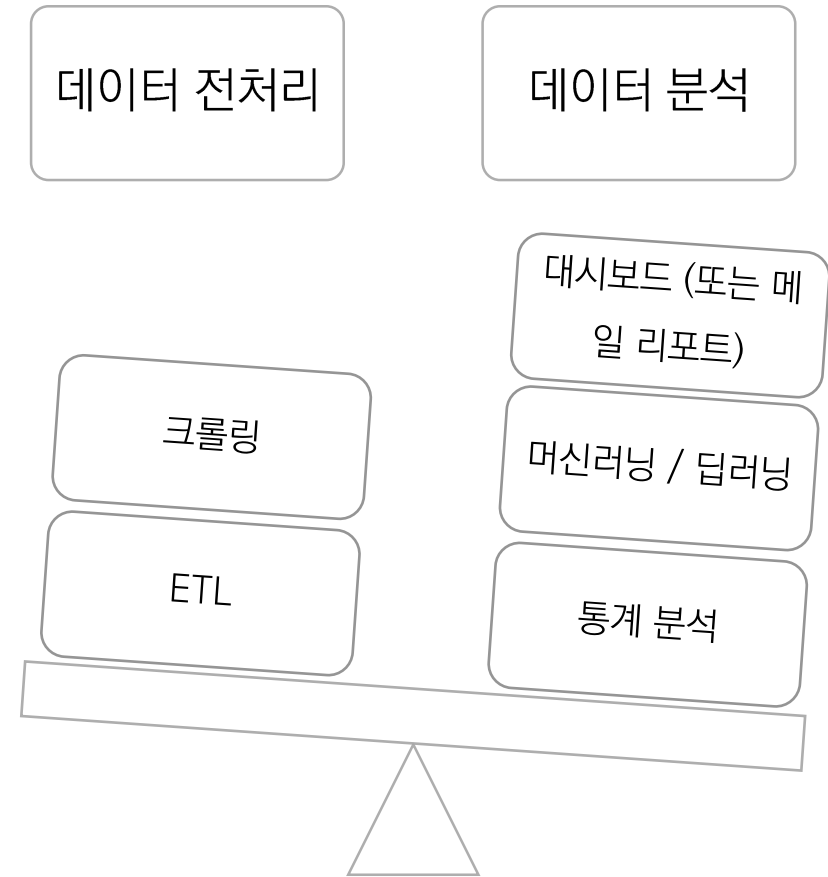 데이터 전처리
데이터 분석
대시보드 (또는 메
일 리포트)
크롤링
머신러닝 / 딥러닝
ETL
통계 분석